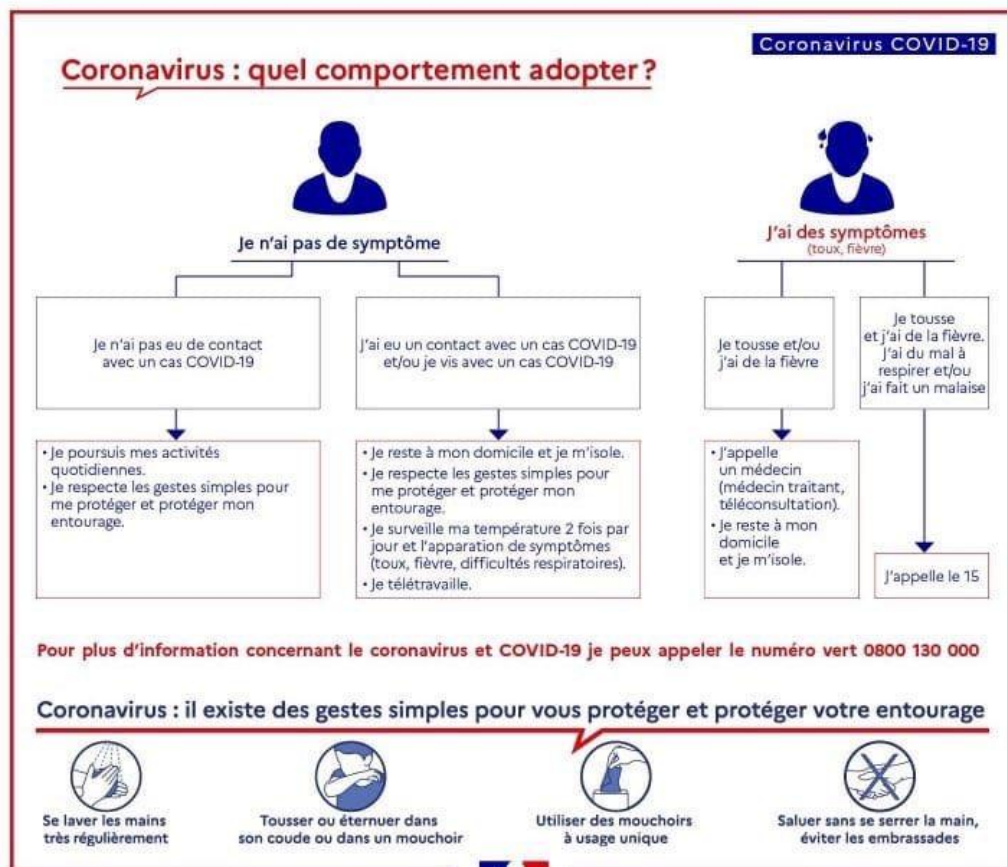 Coronavirus COVID-19
Coronavirus : quel comportement adopter ?
Je n'ai pas de symptôme
Je n'ai pas eu de contact
avec un cas COVID-19
• Je poursuis mes activités
quotidiennes.
• Je respecte les gestes simples pour
me protéger et protéger mon
entourage.
J'ai eu un contact avec un cas COVID-19
et/ou je vis avec un cas COVID-19
• Je reste à mon domicile et je m'isole.
• Je respecte les gestes simples pour
me protéger et protéger mon
entourage.
• Je surveille ma température 2 fois par
jour et l'apparation de symptômes
(toux, fièvre, difficultés respiratoires).
• Je télétravaille.
J'ai des symptômes
(toux, fièvre)
Je tousse et/ou
j'ai de la fièvre
• J'appelle
un médecin
(médecin traitant,
téléconsultation).
• Je reste à mon
domicile
et je m'isole.
Je tousse
et j'ai de la fièvre.
J'ai du mal à
respirer et/ou
j'ai fait un malaise
J'appelle le 15
Pour plus d'information concernant le coronavirus et COVID-19 je peux appeler le numéro vert 0800 130 000
Coronavirus : il existe des gestes simples pour vous protéger et protéger votre entourage
Se laver les mains
très régulièrement
Tousser ou éternuer dans
son coude ou dans un mouchoir
Utiliser des mouchoirs
à usage unique
Saluer sans se serrer la main,
éviter les embrassades